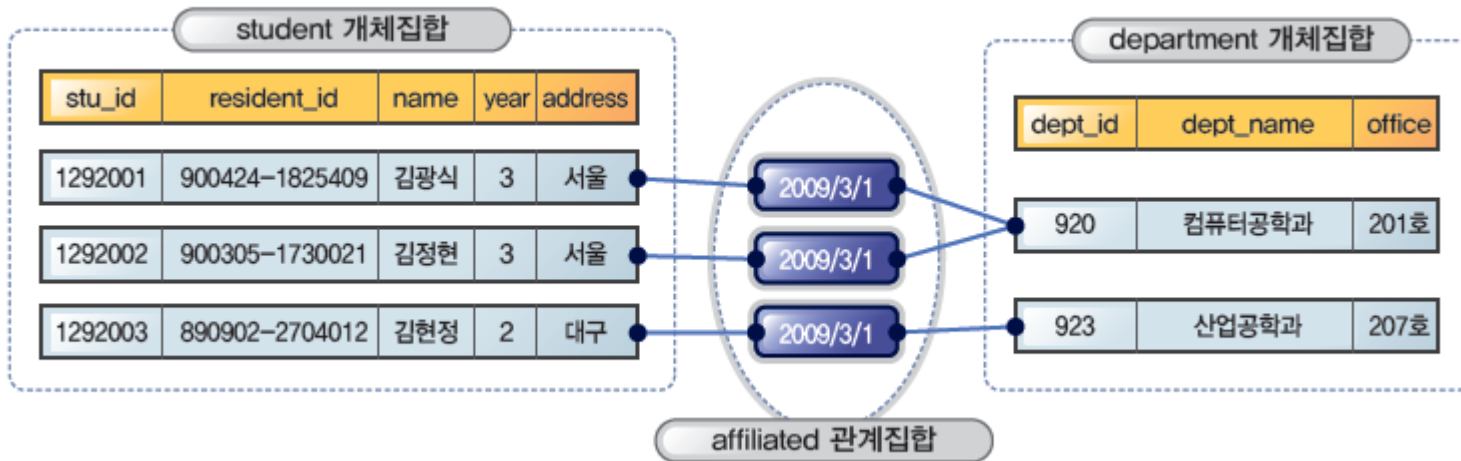 student 개체집합
department 개체집합
stu_id resident_id name year address
dept_id dept_name office
1292001 900424-1825409 김광식 3 서울
2009/3/1
920 컴퓨터공학과 201호
1292002 900305-1730021 김정현 3 서울
2009/3/1
1292003 890902-2704012 김현정 2 대구
2009/3/1
923 산업공학과 207호
affiliated 관계집합